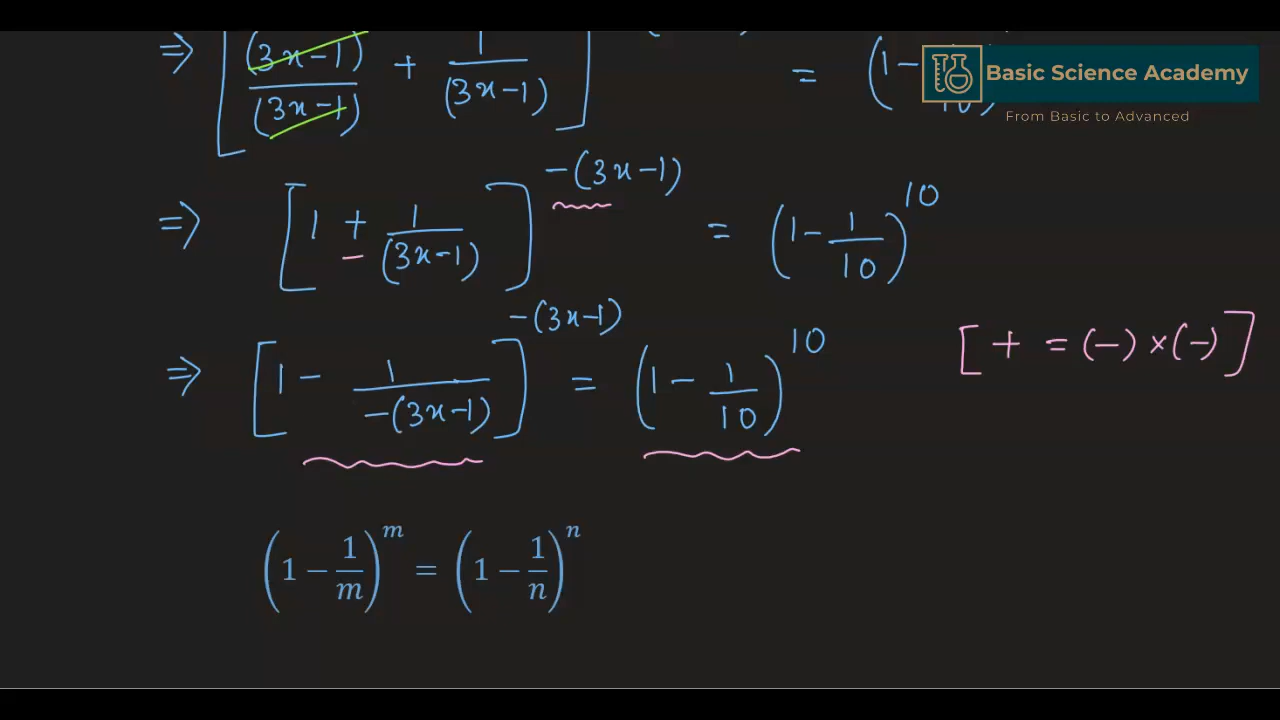 ⇒ [(3x-1)/(3x-1) + 1/(3x-1)] = (1-
Basic Science Academy
From Basic to Advanced
⇒ [1 + 1/(3x-1)]^-(3x-1) = (1 - 1/10)^10
⇒ [1 - 1/-(3x-1)]^-(3x-1) = (1 - 1/10)^10
[+ = (-) × (-)]
(1 - 1/m)^m = (1 - 1/n)^n